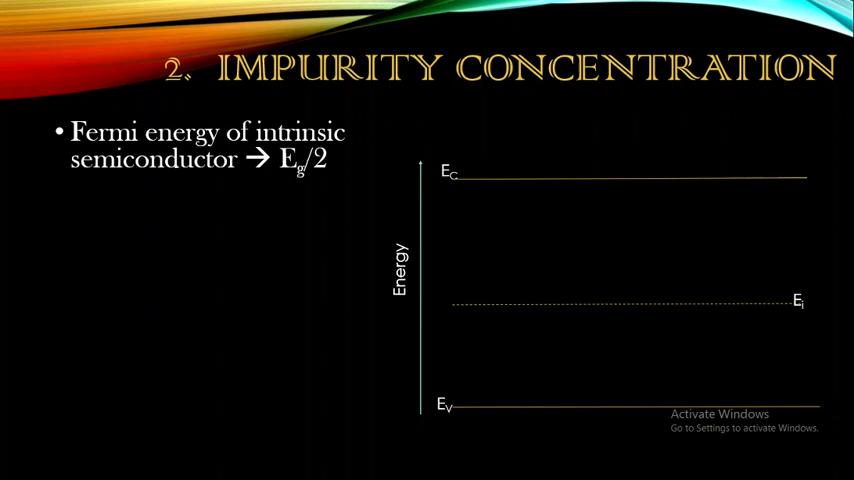 2. IMPURITY CONCENTRATION
• Fermi energy of intrinsic
semiconductor → Eg/2
EC
Energy
Ei
EV
Activate Windows
Go to Settings to activate Windows.